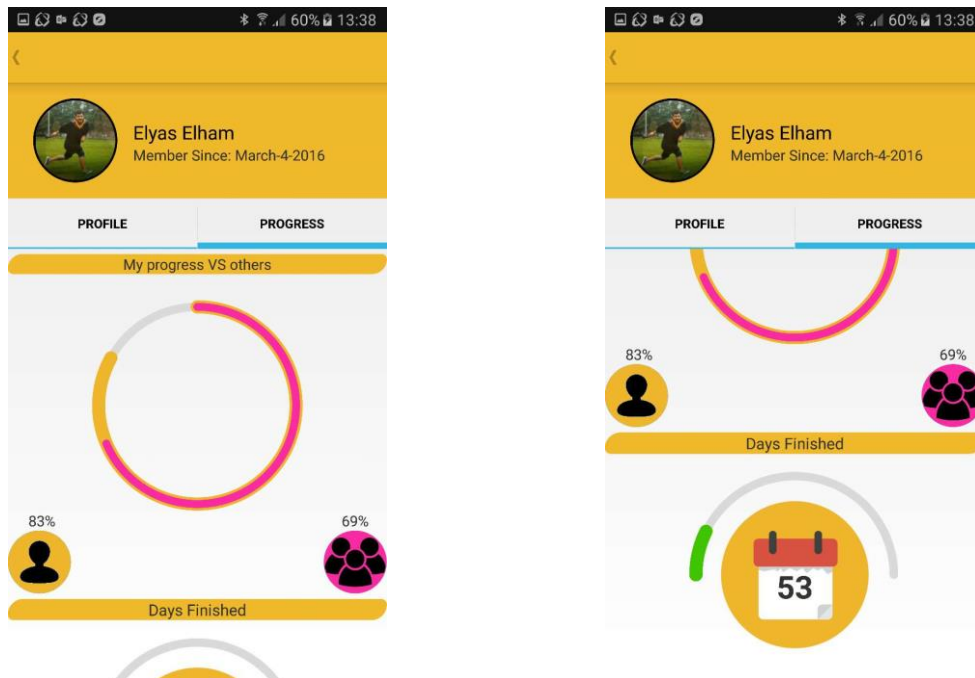 60% 13:38
Elyas Elham
Member Since: March-4-2016
PROFILE PROGRESS
My progress VS others
83% 69%
Days Finished
60% 13:38
Elyas Elham
Member Since: March-4-2016
PROFILE PROGRESS
83% 69%
Days Finished
53